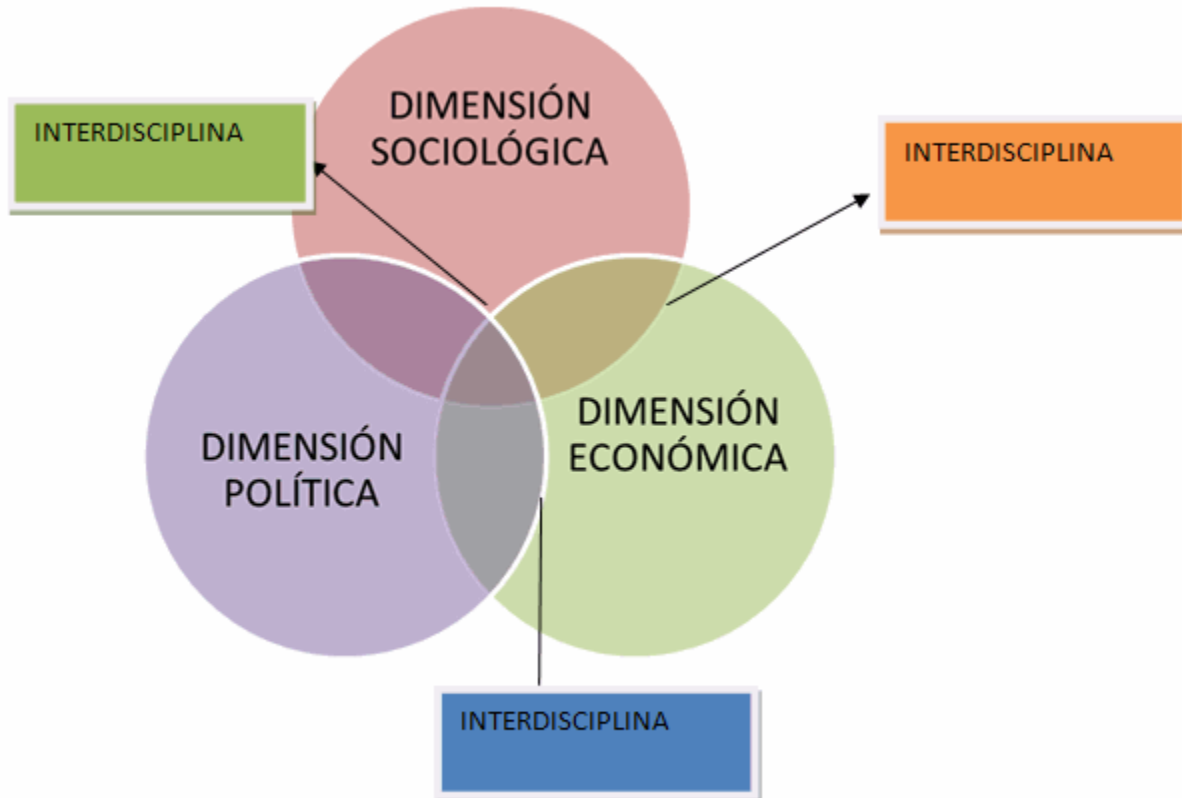 DIMENSIÓN
SOCIOLÓGICA
INTERDISCIPLINA
INTERDISCIPLINA
DIMENSIÓN
POLÍTICA
DIMENSIÓN
ECONÓMICA
INTERDISCIPLINA